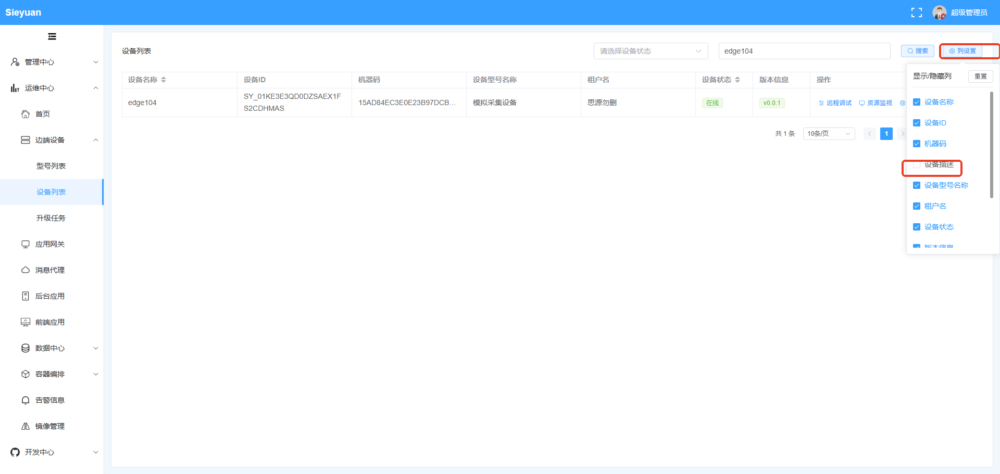 Sieyuan
超级管理员
管理中心
运维中心
首页
边端设备
型号列表
设备列表
升级任务
应用网关
消息代理
后台应用
前端应用
数据中心
容器编排
告警信息
镜像管理
开发中心
设备列表
请选择设备状态
edge104
搜索
列设置
设备名称 设备ID 机器码 设备型号名称 租户名 设备状态 版本信息 操作
edge104 SY_01KE3E3QD0DZSAEX1FS2CDHMAS 15AD84EC3E0E23B97DCB... 模拟采集设备 思源勿删 在线 v0.0.1 远程调试 资源监视
共 1 条 10条/页 1
显示/隐藏列 重置
设备名称
设备ID
机器码
设备描述
设备型号名称
租户名
设备状态
版本信息